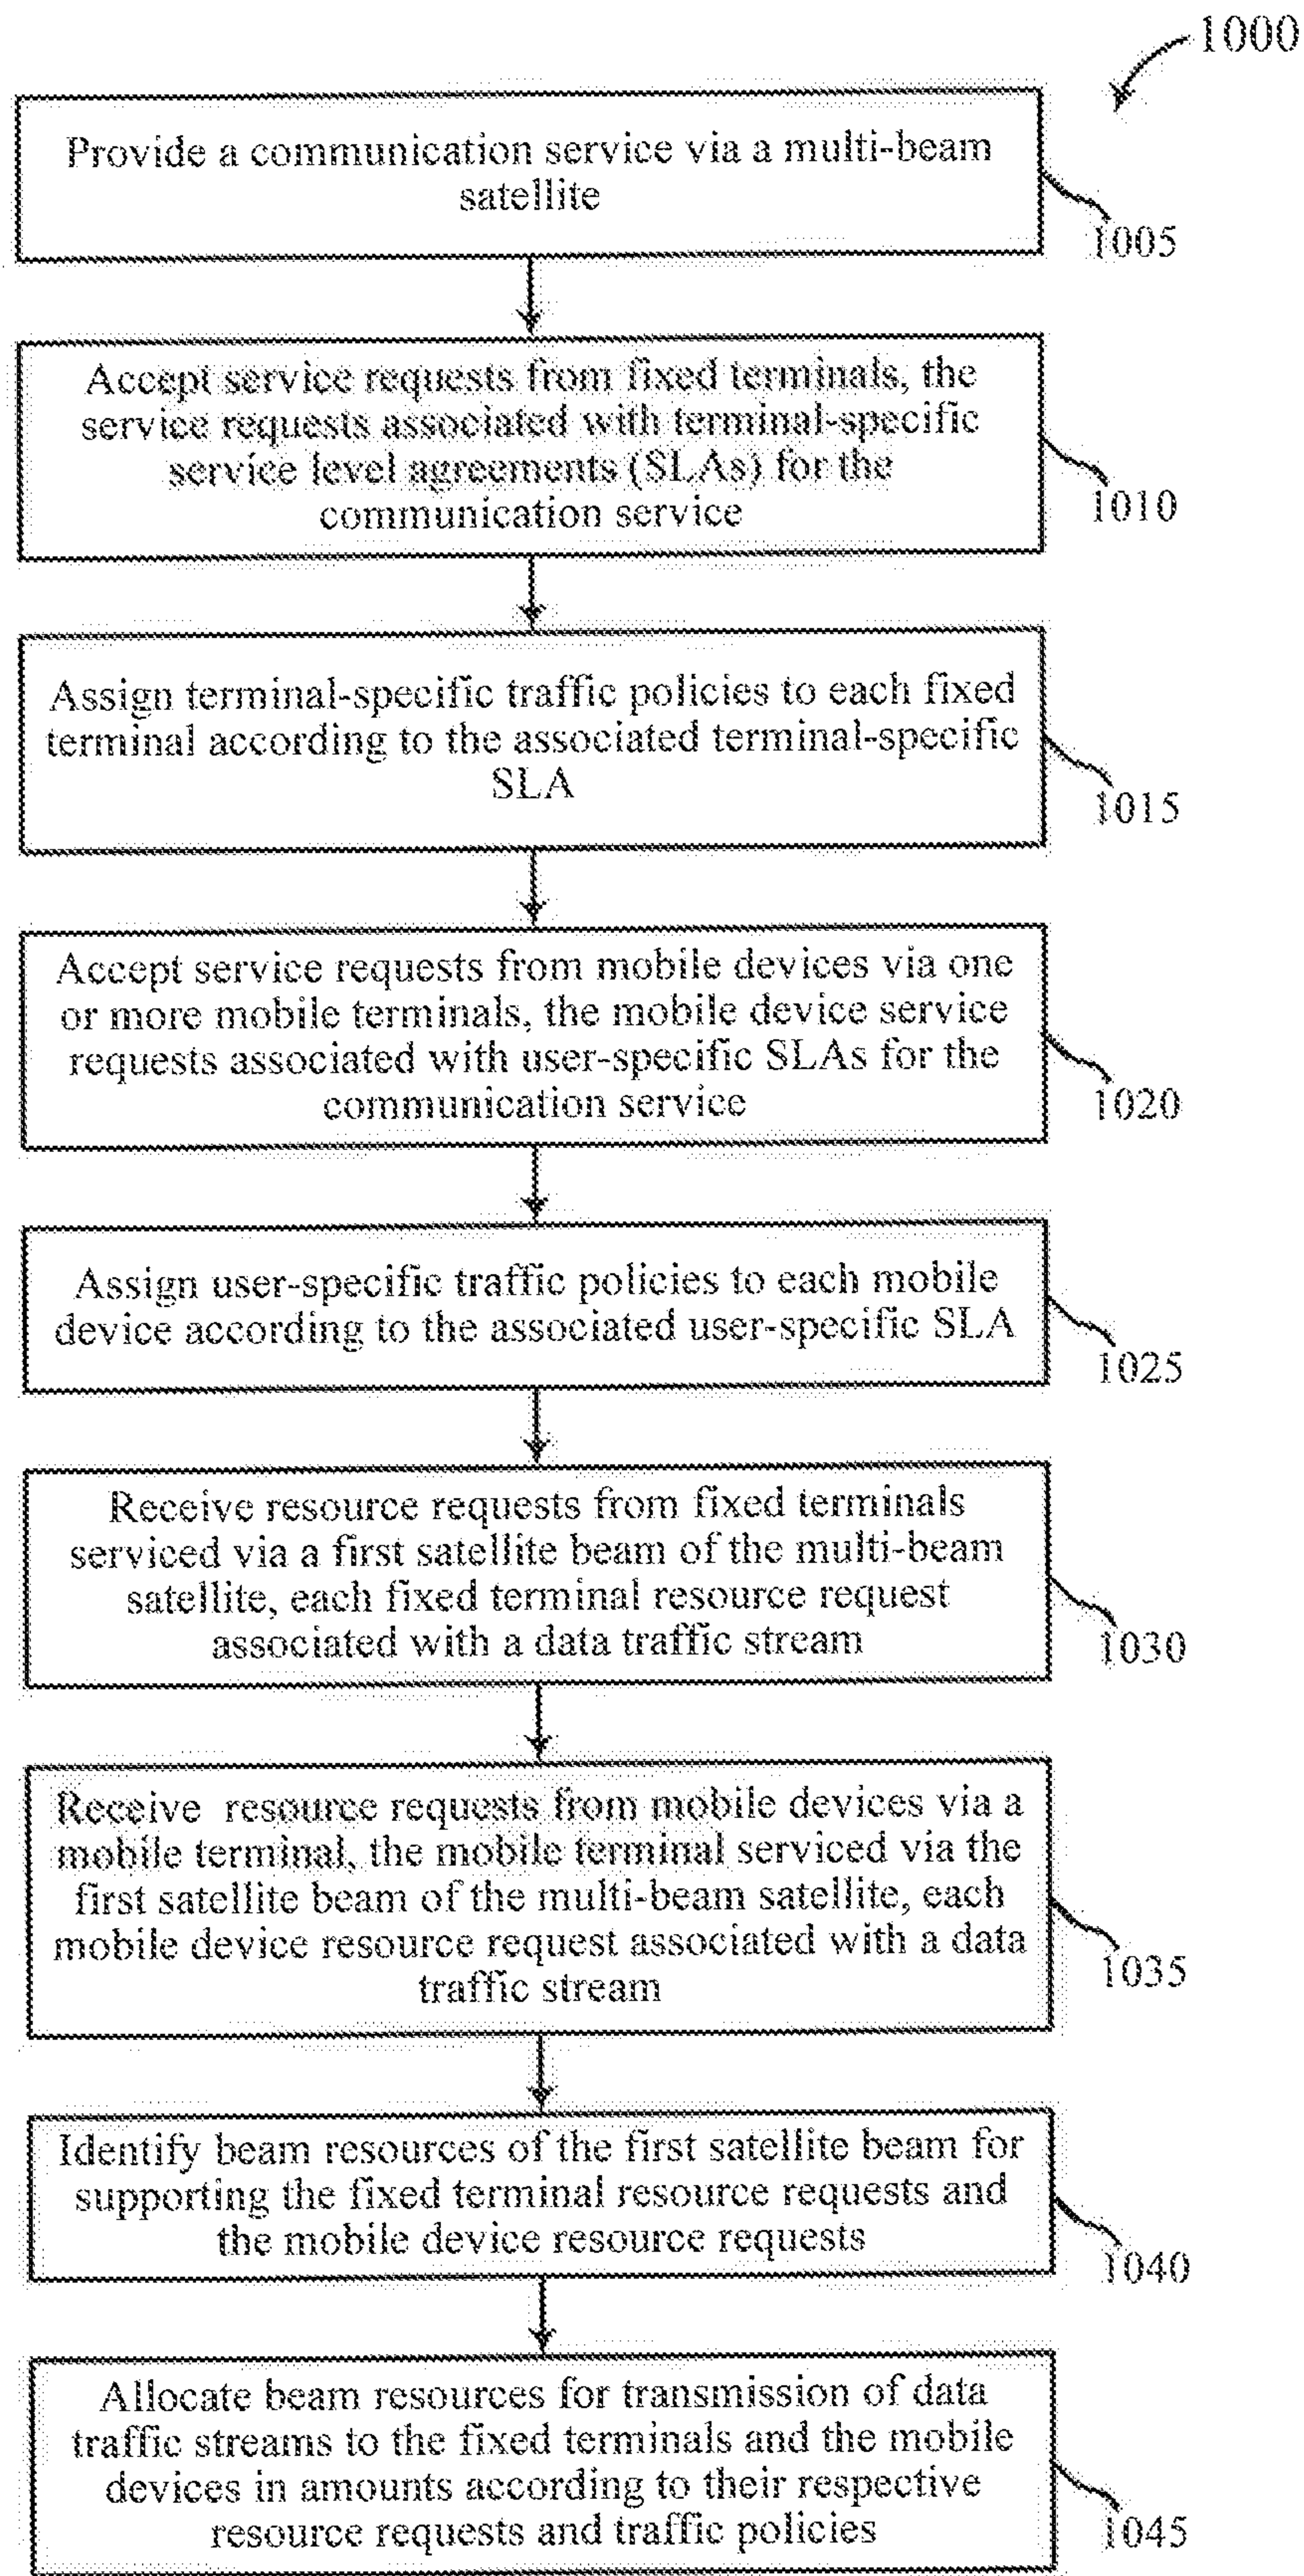 1000
Provide a communication service via a multi-beam
satellite
1005
Accept service requests from fixed terminals, the
service requests associated with terminal-specific
service level agreements (SLAs) for the
communication service
1010
Assign terminal-specific traffic policies to each fixed
terminal according to the associated terminal-specific
SLA
1015
Accept service requests from mobile devices via one
or more mobile terminals, the mobile device service
requests associated with user-specific SLAs for the
communication service
1020
Assign user-specific traffic policies to each mobile
device according to the associated user-specific SLA
1025
Receive resource requests from fixed terminals
serviced via a first satellite beam of the multi-beam
satellite, each fixed terminal resource request
associated with a data traffic stream
1030
Receive resource requests from mobile devices via a
mobile terminal, the mobile terminal serviced via the
first satellite beam of the multi-beam satellite, each
mobile device resource request associated with a data
traffic stream
1035
Identify beam resources of the first satellite beam for
supporting the fixed terminal resource requests and
the mobile device resource requests
1040
Allocate beam resources for transmission of data
traffic streams to the fixed terminals and the mobile
devices in amounts according to their respective
resource requests and traffic policies
1045